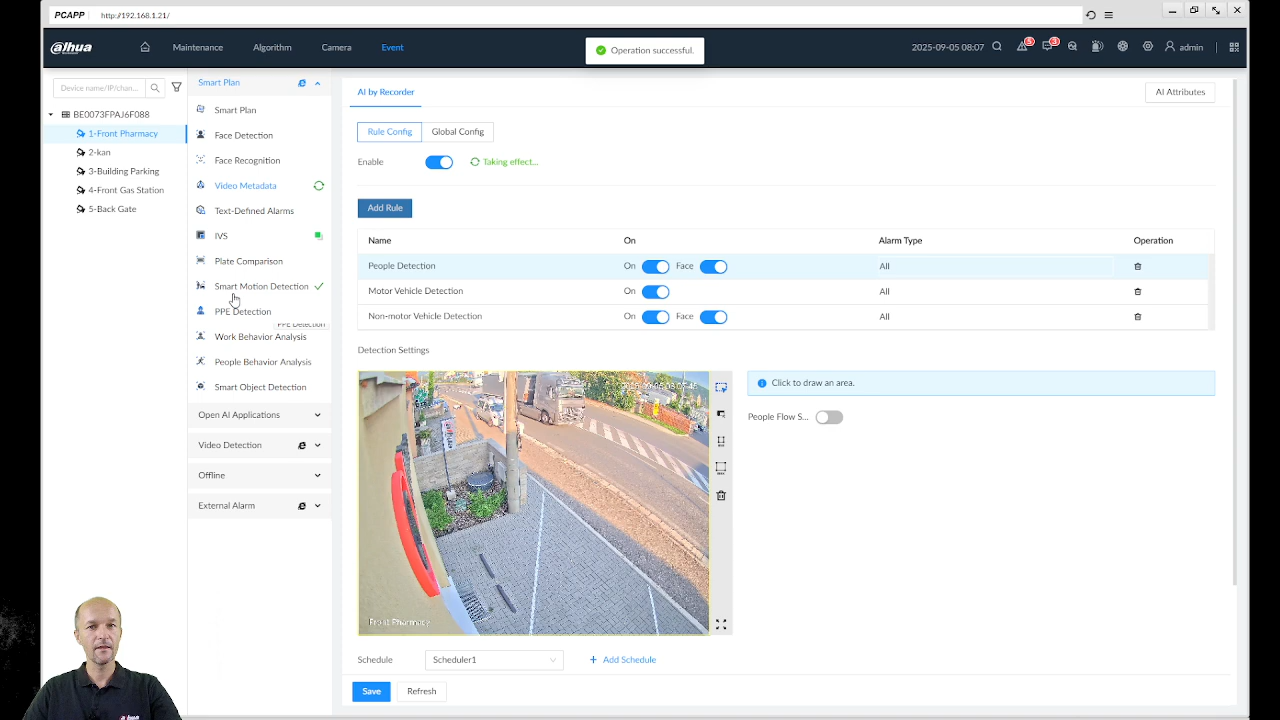 PCAPP http://192.168.1.21/
alhua Maintenance Algorithm Camera Event Operation successful. 2025-09-05 08:07 5 3 admin
Device name/IP/chan...
BE0073FPAJ6F088
1-Front Pharmacy
2-kan
3-Building Parking
4-Front Gas Station
5-Back Gate
Smart Plan
Smart Plan
Face Detection
Face Recognition
Video Metadata
Text-Defined Alarms
IVS
Plate Comparison
Smart Motion Detection
PPE Detection
PPE Detection
Work Behavior Analysis
People Behavior Analysis
Smart Object Detection
Open AI Applications
Video Detection
Offline
External Alarm
AI by Recorder AI Attributes
Rule Config Global Config
Enable Taking effect...
Add Rule
Name On Alarm Type Operation
People Detection On Face All
Motor Vehicle Detection On All
Non-motor Vehicle Detection On Face All
Detection Settings
Front Pharmacy
Click to draw an area.
People Flow S...
Schedule Scheduler1 + Add Schedule
Save Refresh